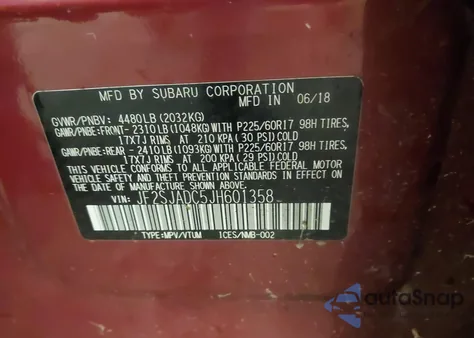 MFD BY SUBARU CORPORATION
MFD IN 06/18
GVWR/PNBV: 4480LB(2032KG)
GAWR/PNBE-FRONT-2310LB(1048KG)WITH P225/60R17 98H TIRES,
17X7J RIMS AT 210 KPA(30 PSI)COLD
GAWR/PNBE-REAR-2410LB(1093KG)WITH P225/60R17 98H TIRES,
17X7J RIMS AT 200 KPA(29 PSI)COLD
THIS VEHICLE CONFORMS TO ALL APPLICABLE FEDERAL MOTOR
VEHICLE SAFETY AND
THEFT PREVENTION STANDARDS IN EFFECT ON THE DATE OF
MANUFACTURE SHOWN ABOVE.
JF2SJADC5JH601358
TYPE:MPV/VTUM ICES/NMB-002
autoSnap